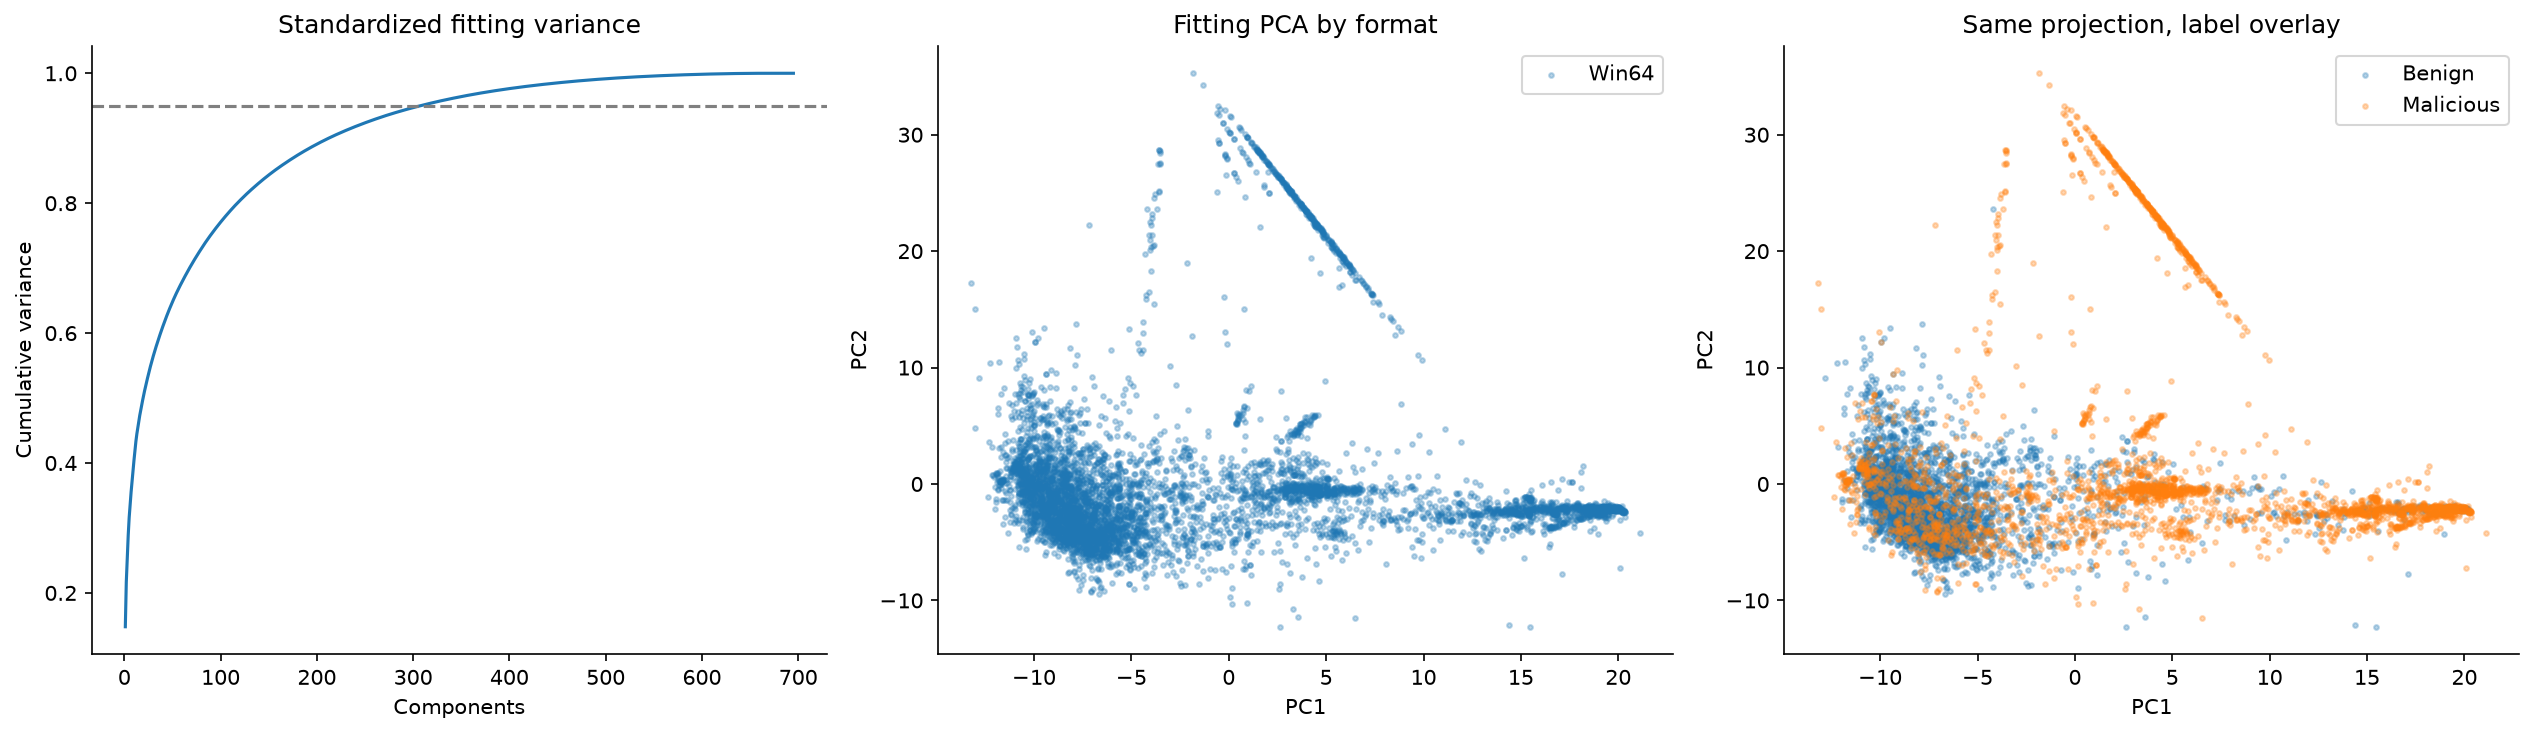 Standardized fitting variance
Cumulative variance
1.0
0.8
0.6
0.4
0.2
0 100 200 300 400 500 600 700
Components
Fitting PCA by format
Win64
PC2
30
20
10
0
−10
−10 −5 0 5 10 15 20
PC1
Same projection, label overlay
Benign
Malicious
PC2
30
20
10
0
−10
−10 −5 0 5 10 15 20
PC1